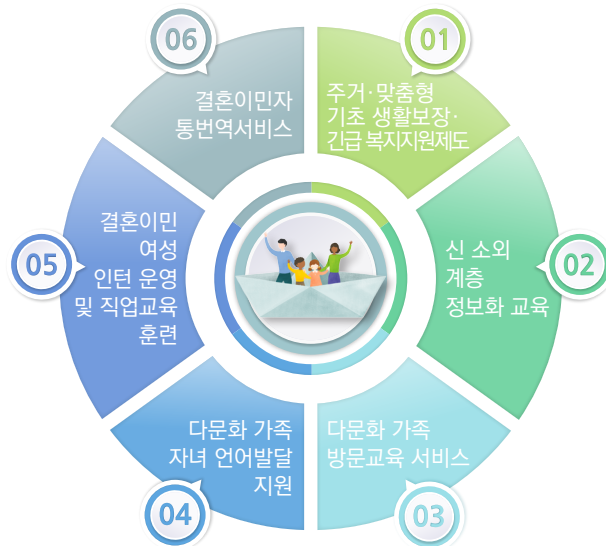 01
주거·맞춤형
기초 생활보장·
긴급 복지지원제도
02
신 소외
계층
정보화 교육
03
다문화 가족
방문교육 서비스
04
다문화 가족
자녀 언어발달
지원
05
결혼이민
여성
인턴 운영
및 직업교육
훈련
06
결혼이민자
통번역서비스